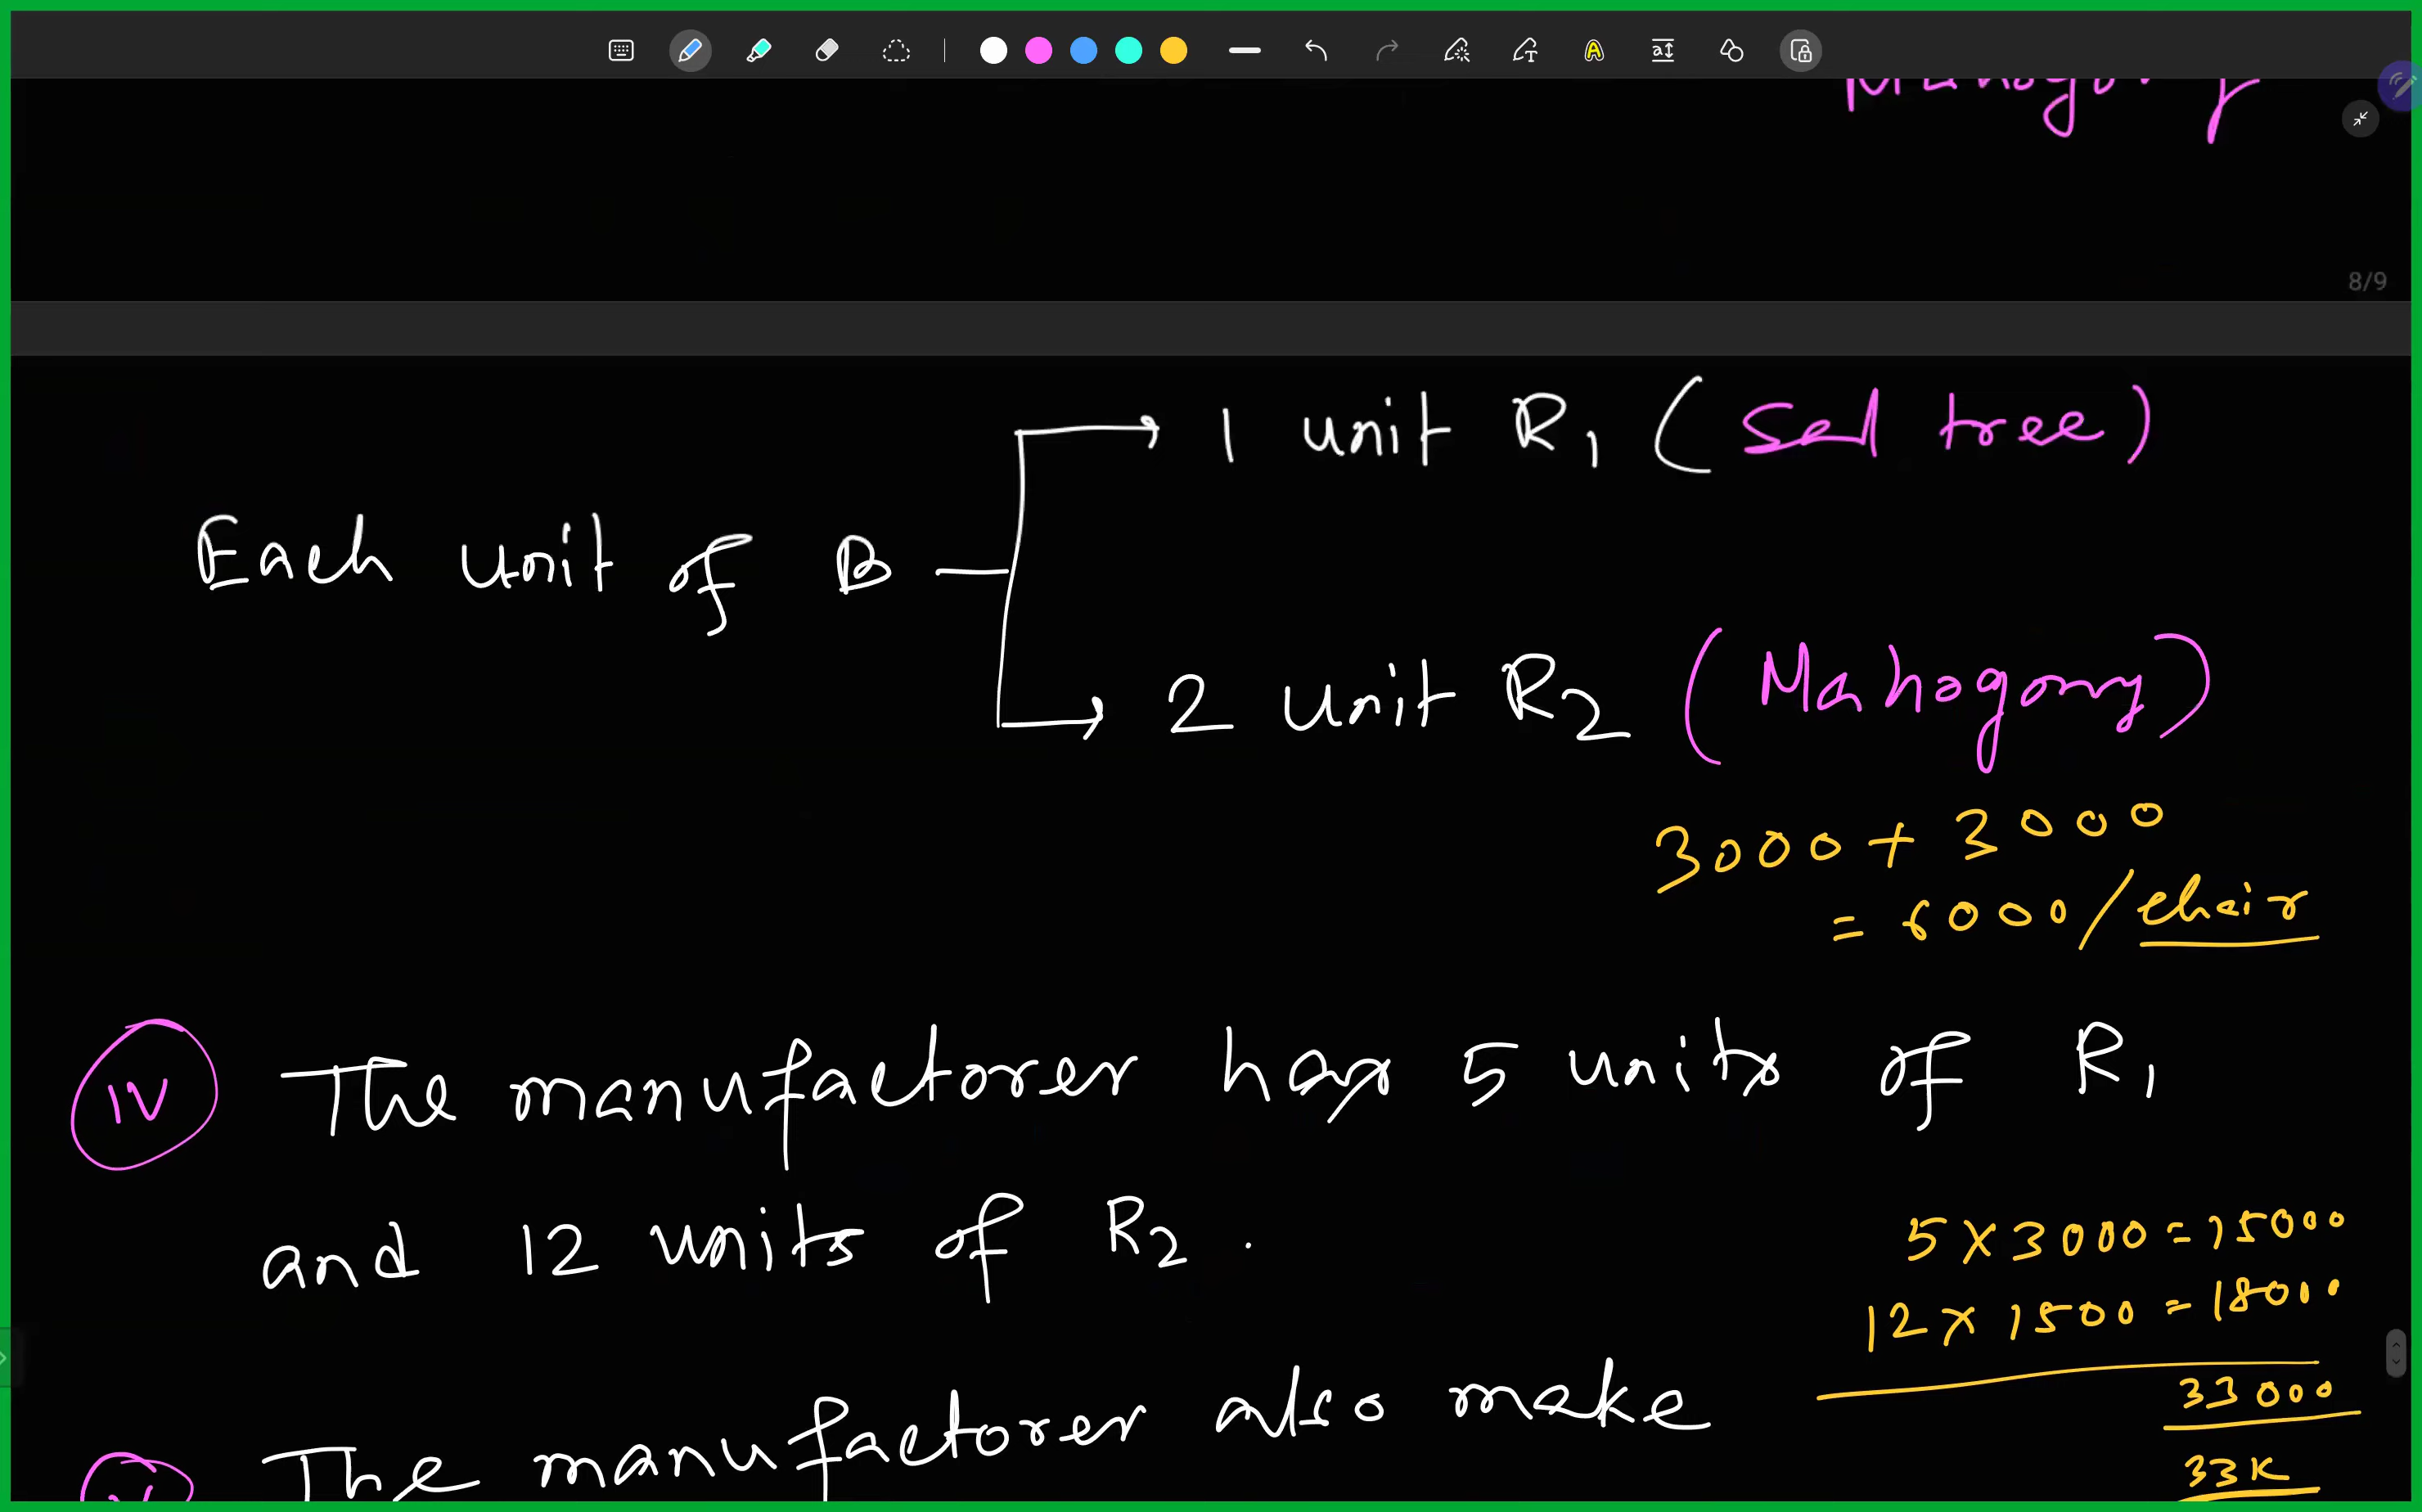 8/9
1 unit R1 (Sal tree)
Each unit of B
2 unit R2 (Mahogony)
3000 + 3000
= 6000/chair
IV The manufactorer has 5 units of R1
and 12 units of R2.
5 x 3000 = 15000
12 x 1500 = 18000
33000
The manufactorer also make
33K